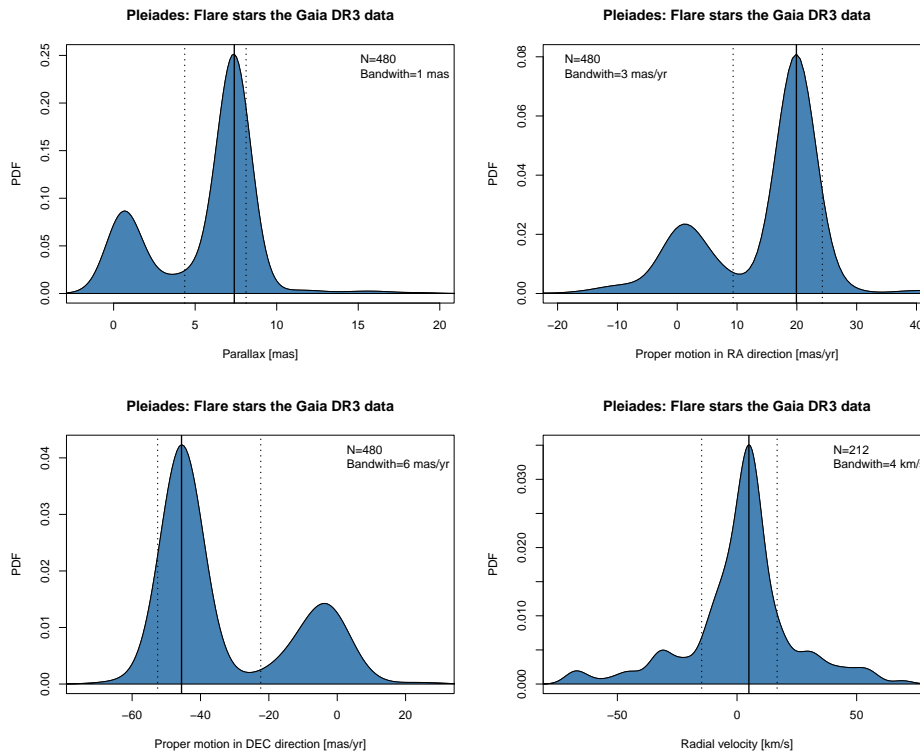 Pleiades: Flare stars the Gaia DR3 data
N=480
Bandwith=1 mas
PDF
0.00
0.05
0.10
0.15
0.20
0.25
0
5
10
15
20
Parallax [mas]
Pleiades: Flare stars the Gaia DR3 data
N=480
Bandwith=3 mas/yr
PDF
0.00
0.02
0.04
0.06
0.08
−20
−10
0
10
20
30
40
Proper motion in RA direction [mas/yr]
Pleiades: Flare stars the Gaia DR3 data
N=480
Bandwith=6 mas/yr
PDF
0.00
0.01
0.02
0.03
0.04
−60
−40
−20
0
20
Proper motion in DEC direction [mas/yr]
Pleiades: Flare stars the Gaia DR3 data
N=212
Bandwith=4 km/s
PDF
0.000
0.010
0.020
0.030
−50
0
50
Radial velocity [km/s]